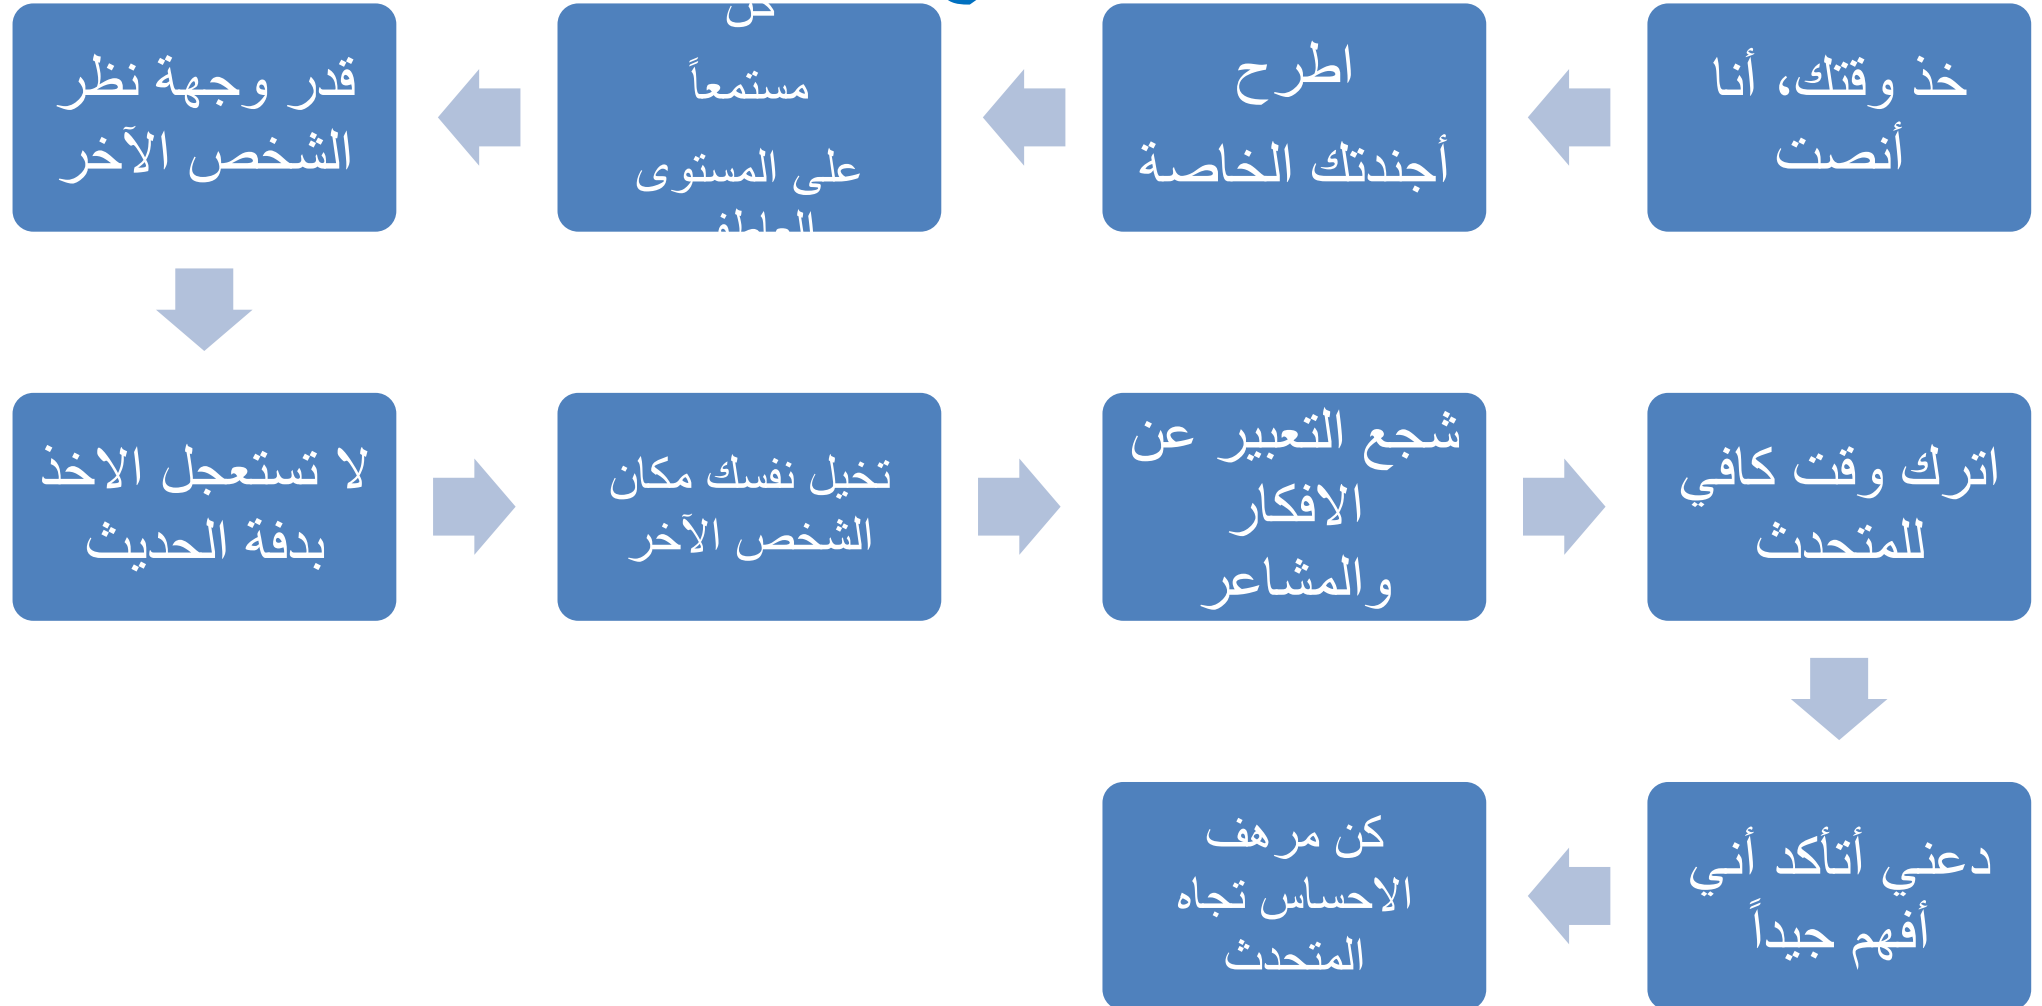 خذ وقتك، أنا
أنصت
اطرح
أجندتك الخاصة
كن
مستمعاً
على المستوى
قدر وجهة نظر
الشخص الآخر
لا تستعجل الاخذ
بدفة الحديث
تخيل نفسك مكان
الشخص الآخر
شجع التعبير عن
الافكار
والمشاعر
اترك وقت كافي
للمتحدث
دعني أتأكد أني
أفهم جيداً
كن مرهف
الاحساس تجاه
المتحدث